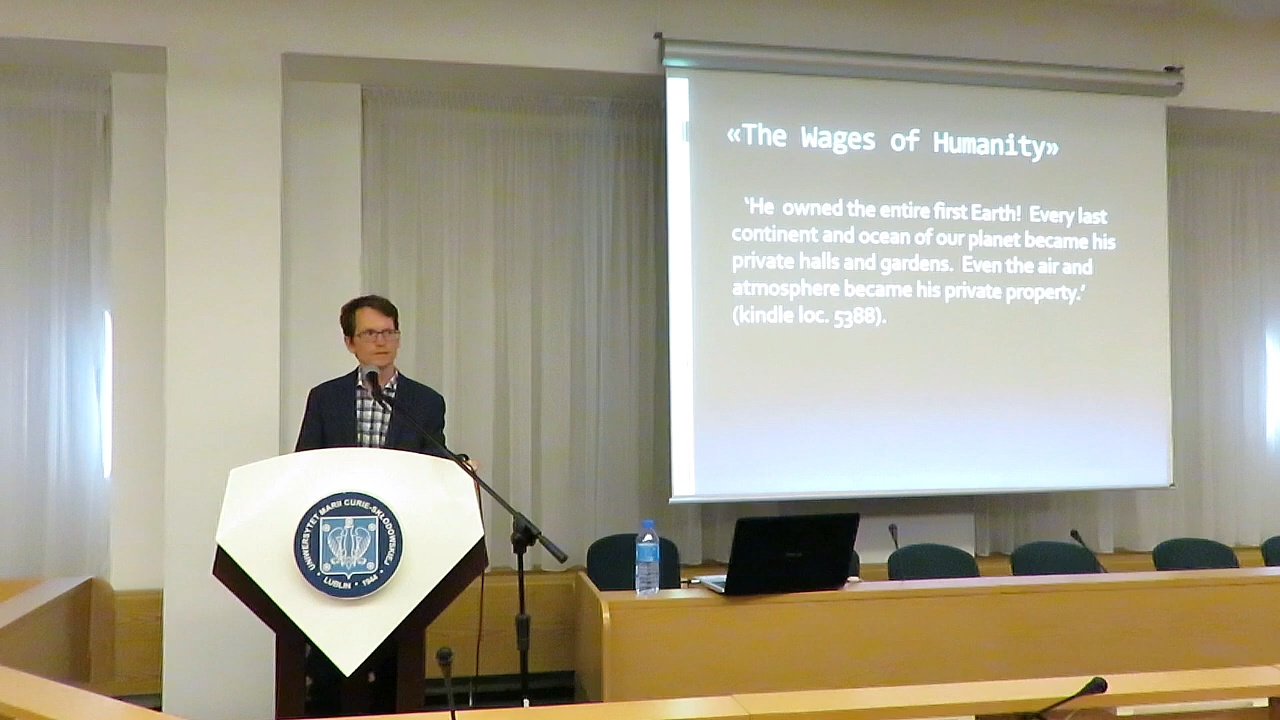 «The Wages of Humanity»
'He owned the entire first Earth! Every last
continent and ocean of our planet became his
private halls and gardens. Even the air and
atmosphere became his private property.'
(kindle loc. 5388).
UNIWERSYTET MARII CURIE-SKŁODOWSKIEJ
• LUBLIN • 1944 •